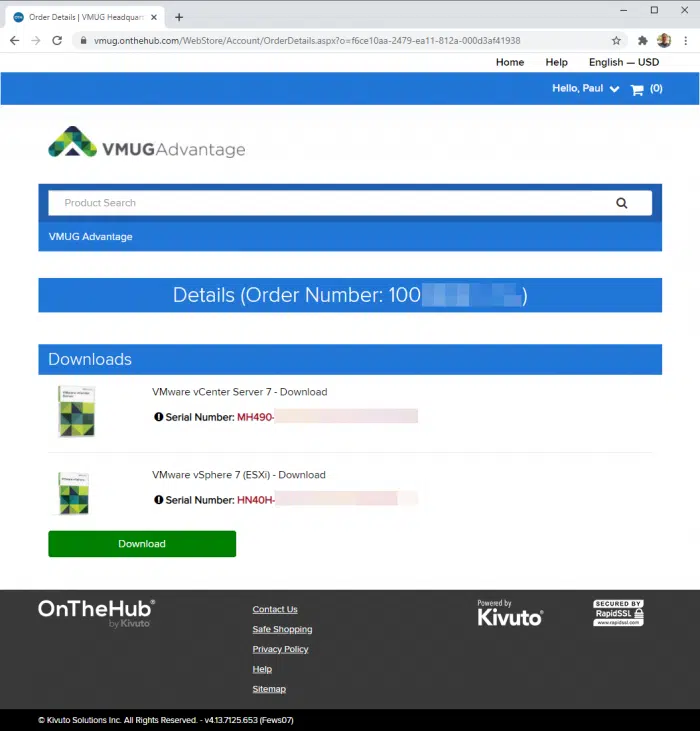 Order Details | VMUG Headquar
vmug.onthehub.com/WebStore/Account/OrderDetails.aspx?o=f6ce10aa-2479-ea11-812a-000d3af41938
Home Help English — USD
Hello, Paul (0)
VMUGAdvantage
Product Search
VMUG Advantage
Details (Order Number: 100 )
Downloads
VMware vCenter Server 7 - Download
Serial Number: MH490-
VMware vSphere 7 (ESXi) - Download
Serial Number: HN40H-
Download
OnTheHub®
by Kivuto
Contact Us
Safe Shopping
Privacy Policy
Help
Sitemap
Powered by
Kivuto®
SECURED BY
RapidSSL
www.rapidssl.com
© Kivuto Solutions Inc. All Rights Reserved. - v4.13.7125.653 (Fews07)